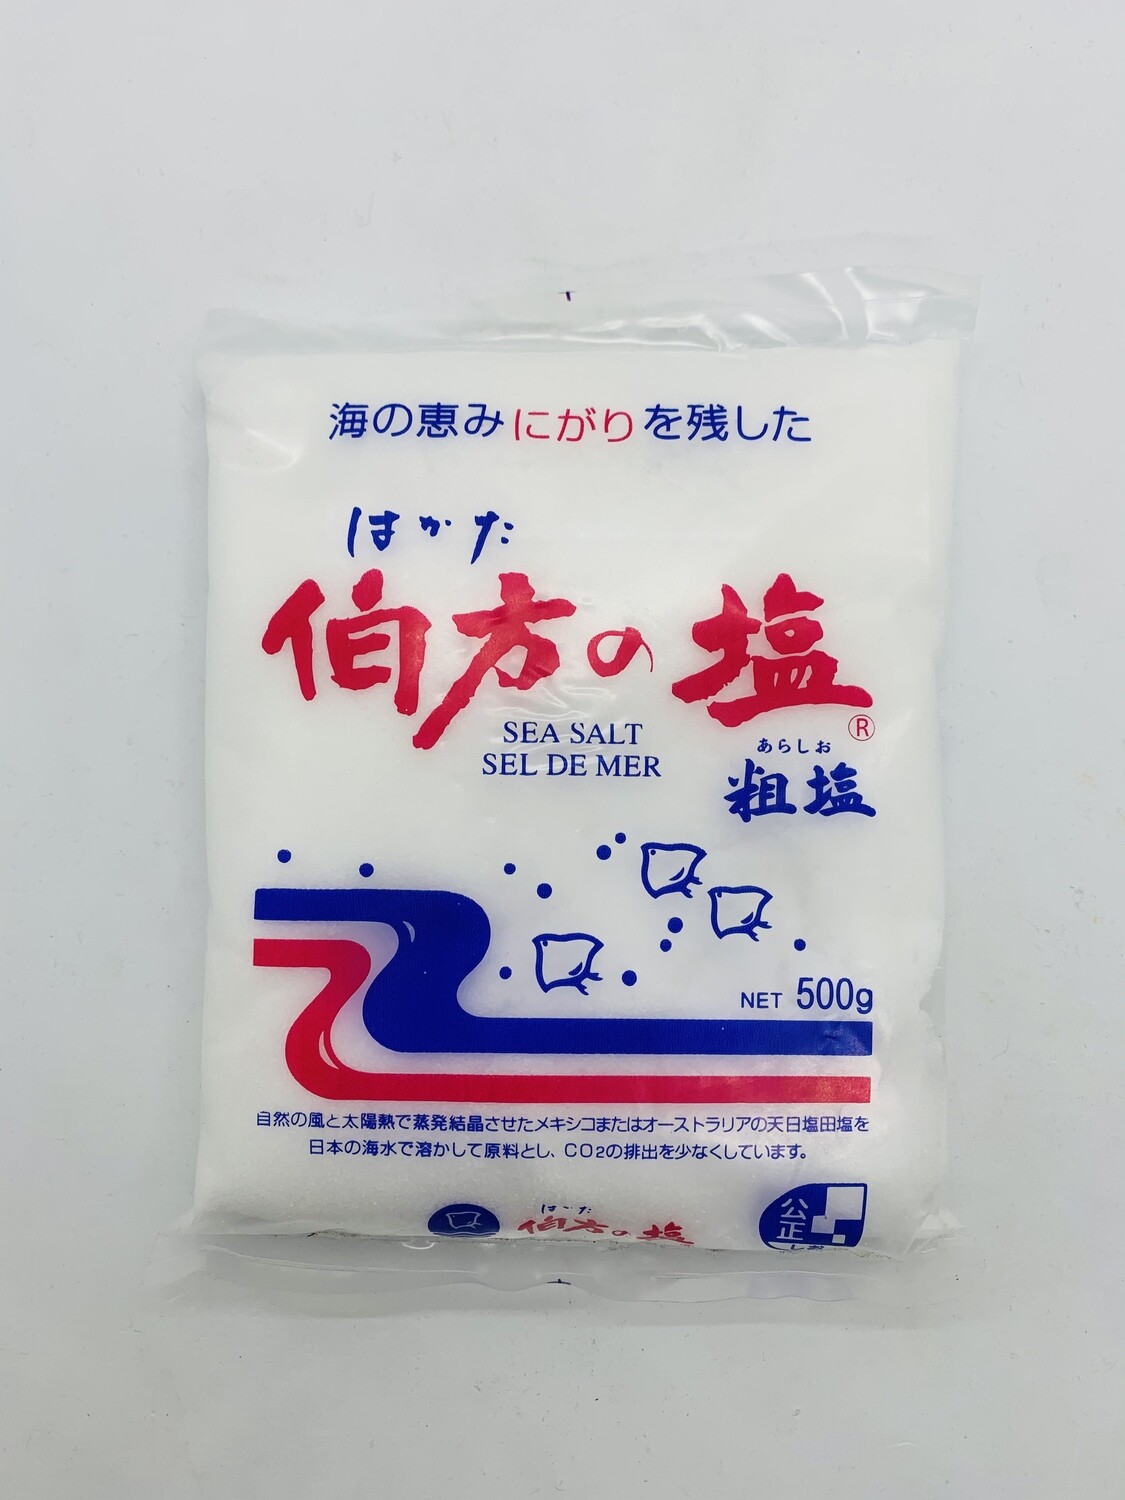 海の恵みにがりを残した
はかた
伯方の塩®
SEA SALT
SEL DE MER
あらしお
粗塩
NET 500g
自然の風と太陽熱で蒸発結晶させたメキシコまたはオーストラリアの天日塩田塩を
日本の海水で溶かして原料とし、CO2の排出を少なくしています。
はかた
伯方の塩
公正
しお